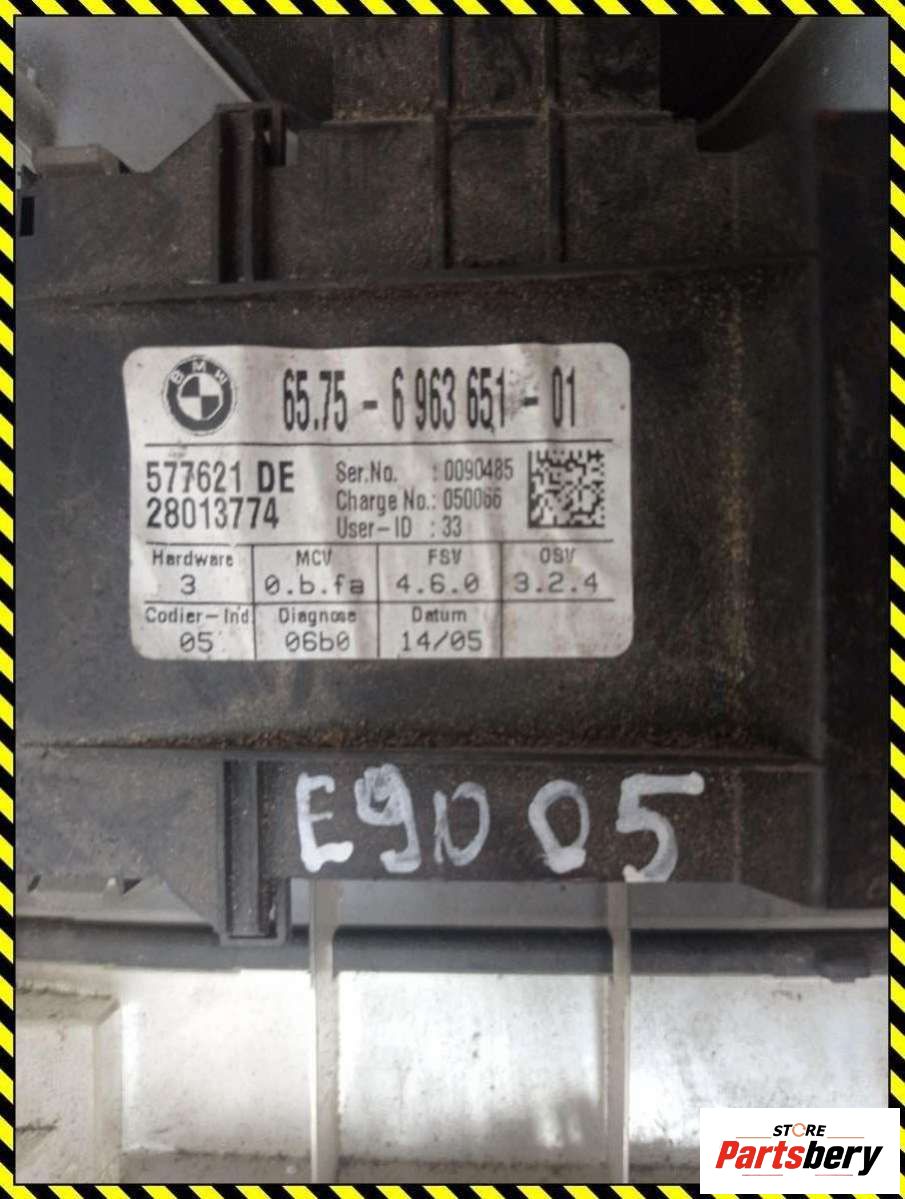 BMW
65.75 - 6 963 651 - 01
577621 DE
28013774
Ser.No. : 0090485
Charge No.: 050066
User-ID : 33
Hardware MCV FSV OSV
3 0.b.fa 4.6.0 3.2.4
Codier-Ind Diagnose Datum
05 06b0 14/05
E90 05
STORE
Partsbery